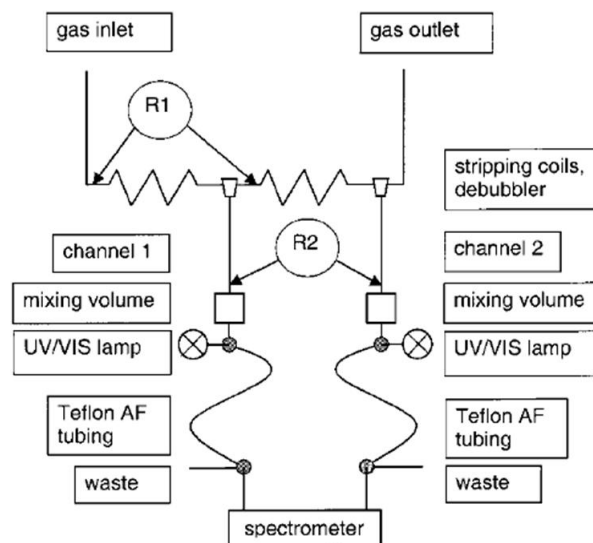 gas inlet
gas outlet
R1
stripping coils,
debubbler
channel 1
R2
channel 2
mixing volume
mixing volume
UV/VIS lamp
UV/VIS lamp
Teflon AF
tubing
Teflon AF
tubing
waste
waste
spectrometer